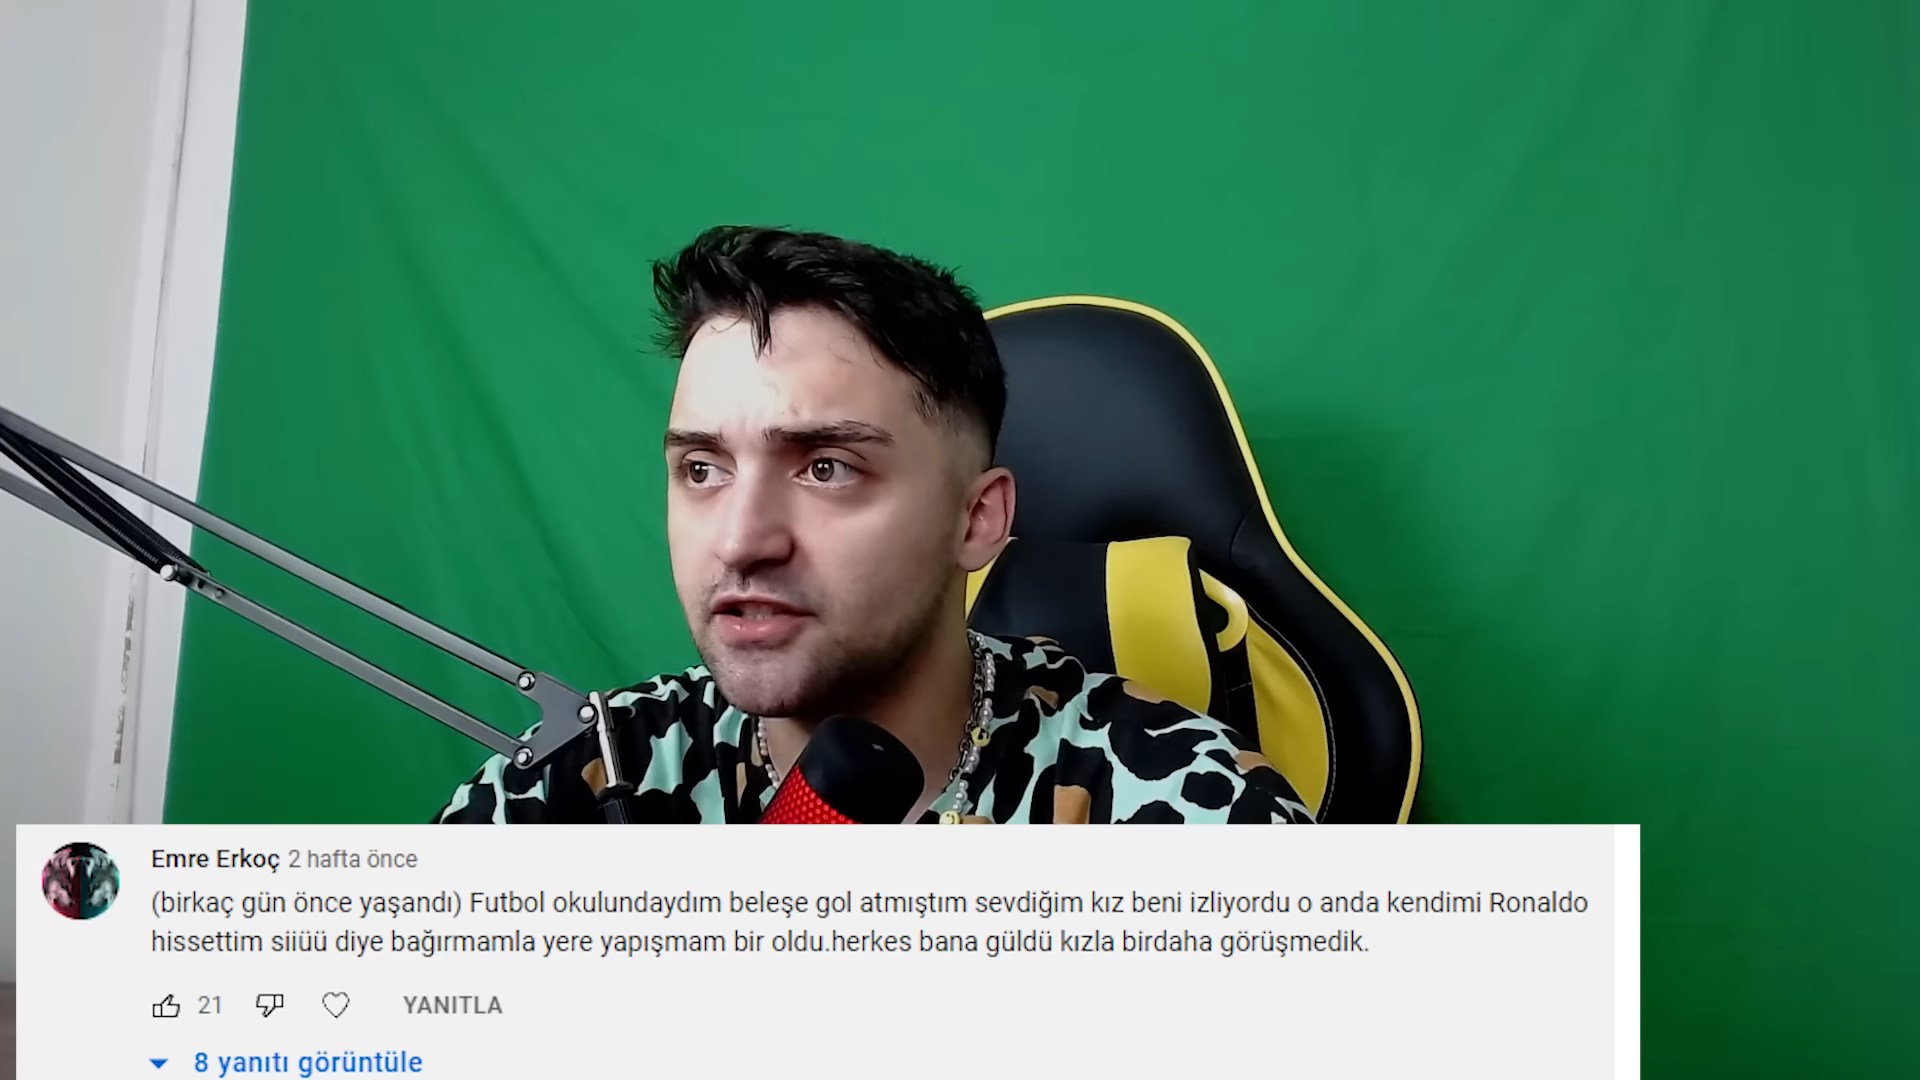 Emre Erkoç 2 hafta önce
(birkaç gün önce yaşandı) Futbol okulundaydım beleşe gol atmıştım sevdiğim kız beni izliyordu o anda kendimi Ronaldo
hissettim siiüü diye bağırmamla yere yapışmam bir oldu.herkes bana güldü kızla birdaha görüşmedik.
21 YANITLA
8 yanıtı görüntüle